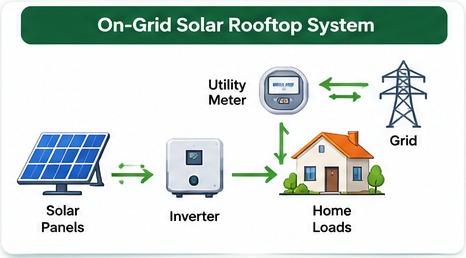 On-Grid Solar Rooftop System
Utility
Meter
Grid
Solar
Panels
Inverter
Home
Loads